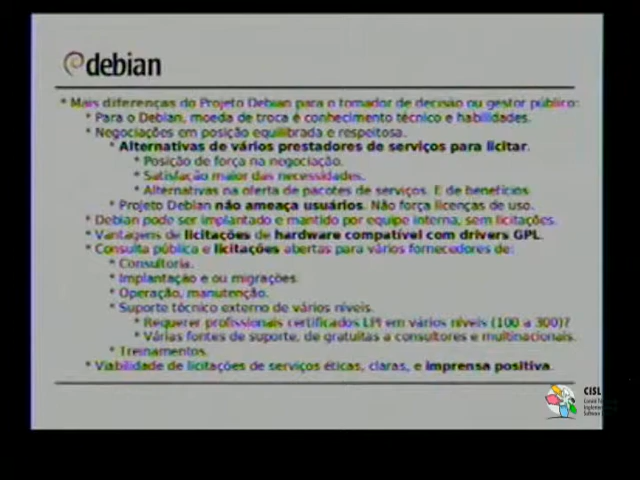 debian
* Mais diferenças do Projeto Debian para o tomador de decisão ou gestor público:
* Para o Debian, moeda de troca é conhecimento técnico e habilidades.
* Negociações em posição equilibrada e respeitosa.
* Alternativas de vários prestadores de serviços para licitar.
* Posição de força na negociação.
* Satisfação maior das necessidades.
* Alternativas na oferta de pacotes de serviços. E de benefícios
* Projeto Debian não ameaça usuários. Não força licenças de uso.
* Debian pode ser implantado e mantido por equipe interna, sem licitações.
* Vantagens de licitações de hardware compatível com drivers GPL.
* Consulta pública e licitações abertas para vários fornecedores de:
* Consultoria.
* Implantação e ou migrações
* Operação, manutenção.
* Suporte técnico externo de vários níveis.
* Requerer profissionais certificados LPI em vários níveis (100 a 300)?
* Várias fontes de suporte, de gratuitas a consultores e multinacionais.
* Treinamentos.
* Viabilidade de licitações de serviços éticas, claras, e imprensa positiva.
CISL